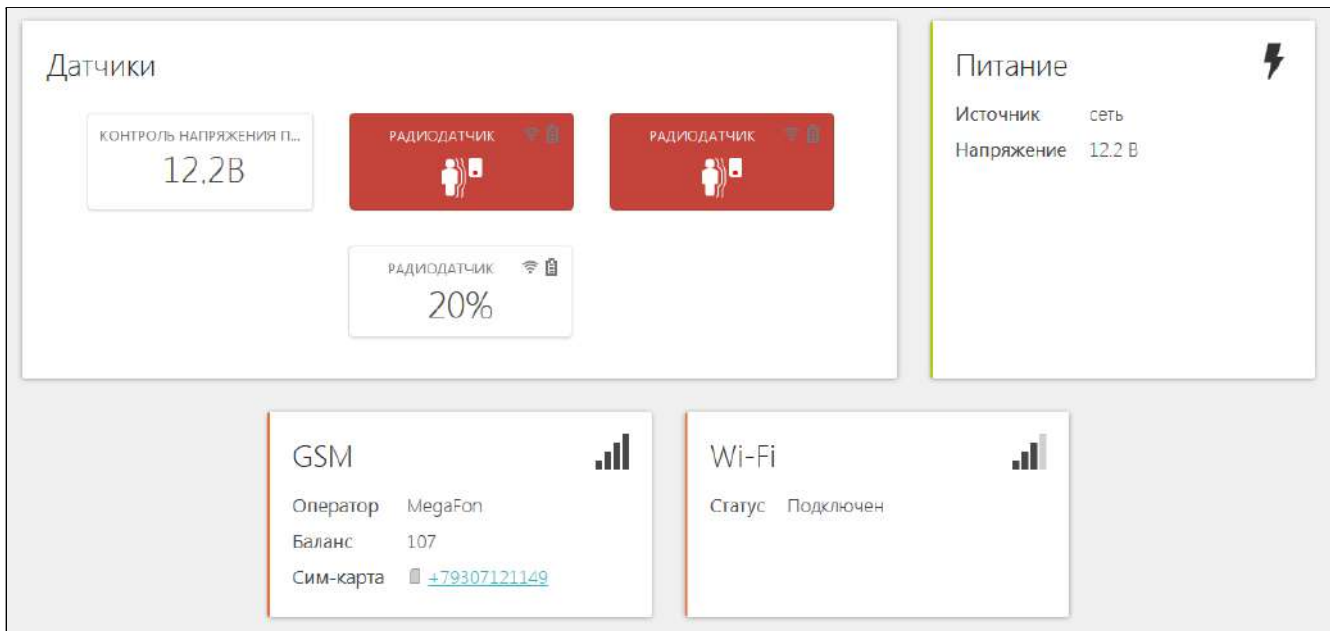 Датчики
КОНТРОЛЬ НАПРЯЖЕНИЯ П...
12,2В
РАДИОДАТЧИК
РАДИОДАТЧИК
РАДИОДАТЧИК
20%
Питание
Источник сеть
Напряжение 12.2 В
GSM
Оператор MegaFon
Баланс 107
Сим-карта +79307121149
Wi-Fi
Статус Подключен